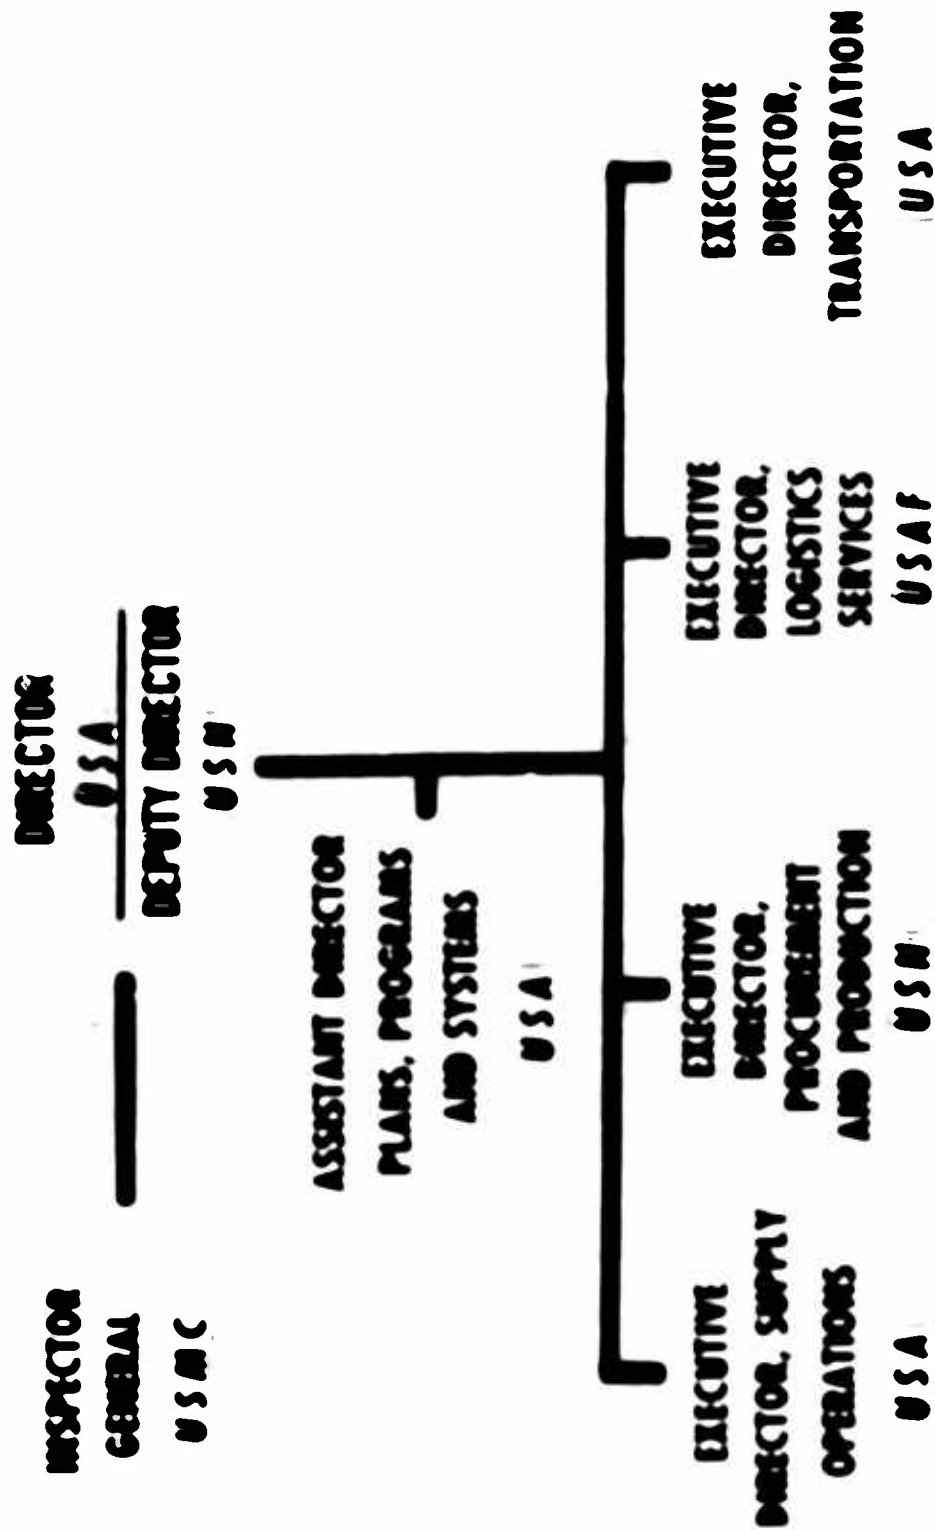 DIRECTOR
USA
DEPUTY DIRECTOR
USN
INSPECTOR
GENERAL
USMC
ASSISTANT DIRECTOR
PLANS, PROGRAMS
AND SYSTEMS
USA
EXECUTIVE
DIRECTOR, SUPPLY
OPERATIONS
USA
EXECUTIVE
DIRECTOR,
PROCUREMENT
AND PRODUCTION
USN
EXECUTIVE
DIRECTOR,
LOGISTICS
SERVICES
USAF
EXECUTIVE
DIRECTOR,
TRANSPORTATION
USA